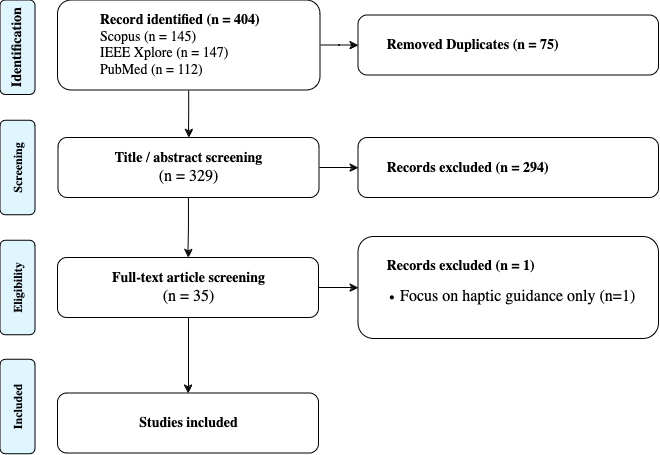 Identification
Record identified (n = 404)
Scopus (n = 145)
IEEE Xplore (n = 147)
PubMed (n = 112)
Removed Duplicates (n = 75)
Screening
Title / abstract screening
(n = 329)
Records excluded (n = 294)
Eligibility
Full-text article screening
(n = 35)
Records excluded (n = 1)
• Focus on haptic guidance only (n=1)
Included
Studies included